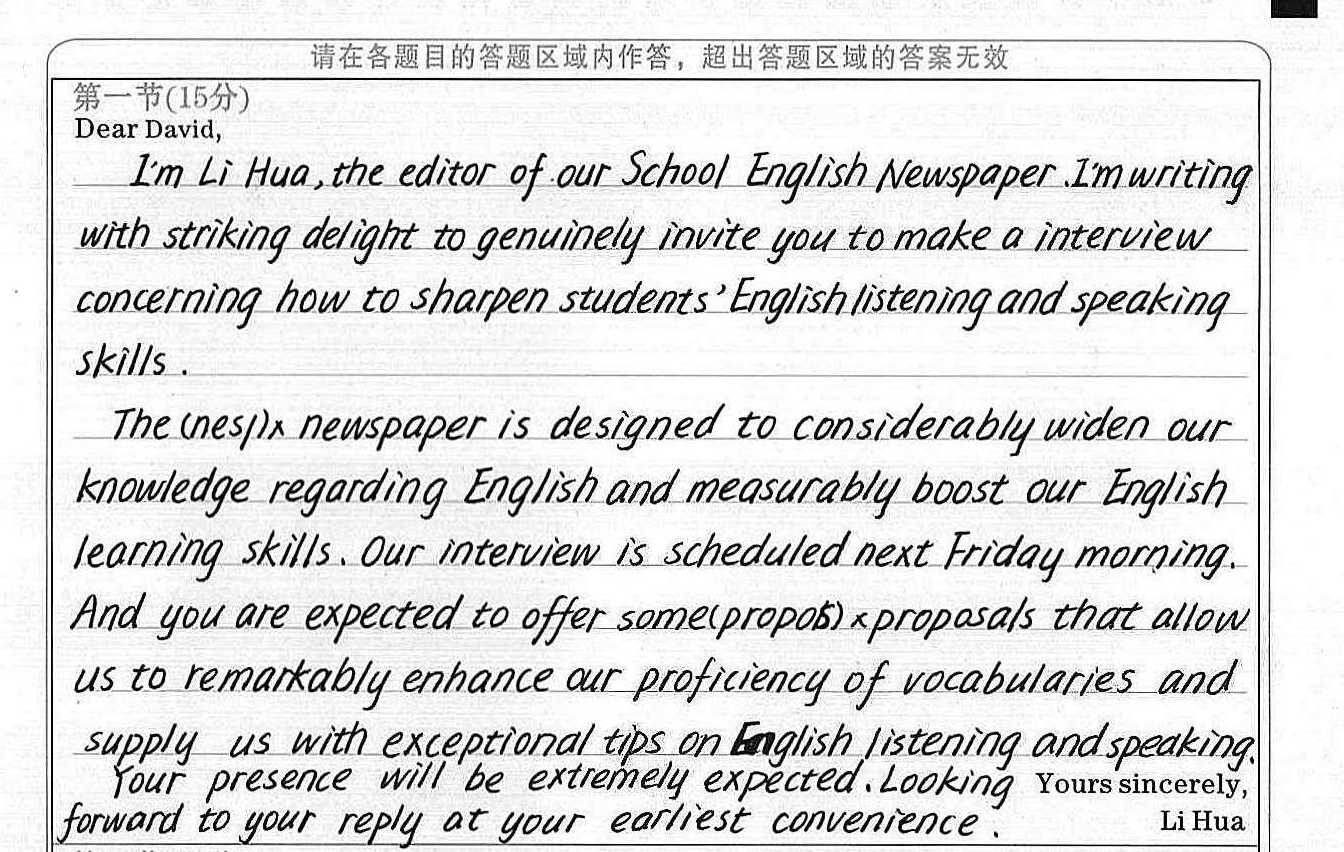 请在各题目的答题区域内作答，超出答题区域的答案无效
第一节(15分)
Dear David,
I'm Li Hua, the editor of our School English Newspaper. I'm writing
with striking delight to genuinely invite you to make a interview
concerning how to sharpen students' English listening and speaking
skills.
The (nesp)x newspaper is designed to considerably widen our
knowledge regarding English and measurably boost our English
learning skills. Our interview is scheduled next Friday morning.
And you are expected to offer some(propos) x proposals that allow
us to remarkably enhance our proficiency of vocabularies and
supply us with exceptional tips on English listening and speaking.
Your presence will be extremely expected. Looking Yours sincerely,
forward to your reply at your earliest convenience. Li Hua